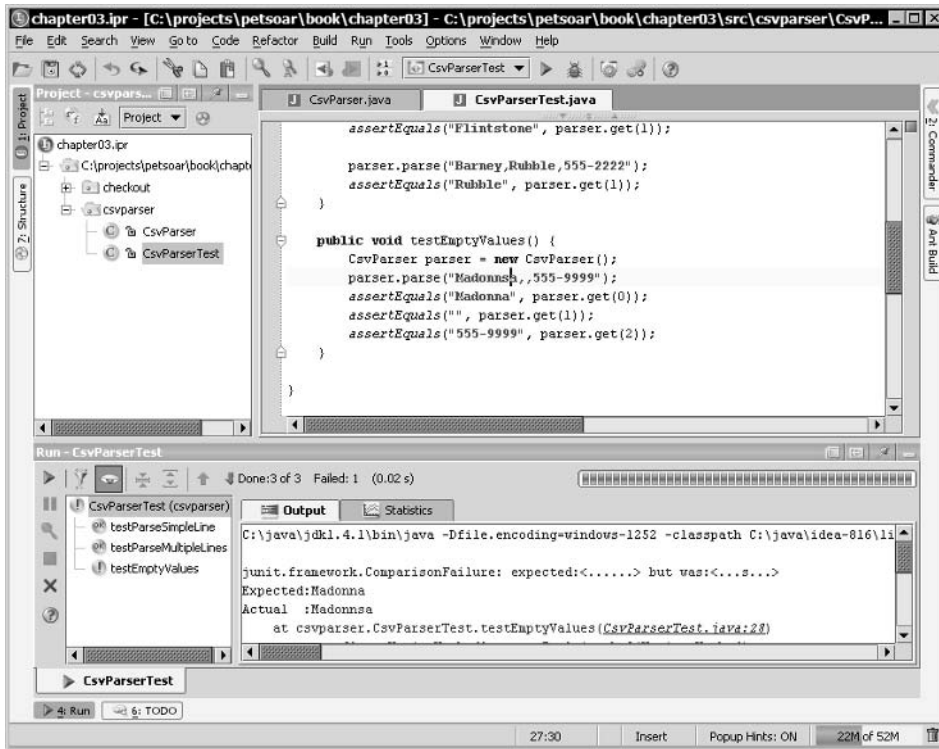 chapter03.ipr - [C:\projects\petsoar\book\chapter03] - C:\projects\petsoar\book\chapter03\src\csvparser\CsvP...
File Edit Search View Go to Code Refactor Build Run Tools Options Window Help
CsvParserTest
Project - csvpars...
1: Project
7: Structure
Project
chapter03.ipr
C:\projects\petsoar\book\chapt
checkout
csvparser
CsvParser
CsvParserTest
CsvParser.java
CsvParserTest.java
assertEquals("Flintstone", parser.get(1));
parser.parse("Barney,Rubble,555-2222");
assertEquals("Rubble", parser.get(1));
}
public void testEmptyValues() {
CsvParser parser = new CsvParser();
parser.parse("Madonnsa,,555-9999");
assertEquals("Madonna", parser.get(0));
assertEquals("", parser.get(1));
assertEquals("555-9999", parser.get(2));
}
}
2: Commander
Ant Build
Run - CsvParserTest
Done:3 of 3 Failed: 1 (0.02 s)
CsvParserTest (csvparser)
testParseSimpleLine
testParseMultipleLines
testEmptyValues
Output
Statistics
C:\java\jdk1.4.1\bin\java -Dfile.encoding=windows-1252 -classpath C:\java\idea-816\li
junit.framework.ComparisonFailure: expected:<......> but was:<...s...>
Expected:Madonna
Actual :Madonnsa
at csvparser.CsvParserTest.testEmptyValues(CsvParserTest.java:28)
CsvParserTest
4: Run
6: TODO
27:30 Insert Popup Hints: ON 22M of 52M